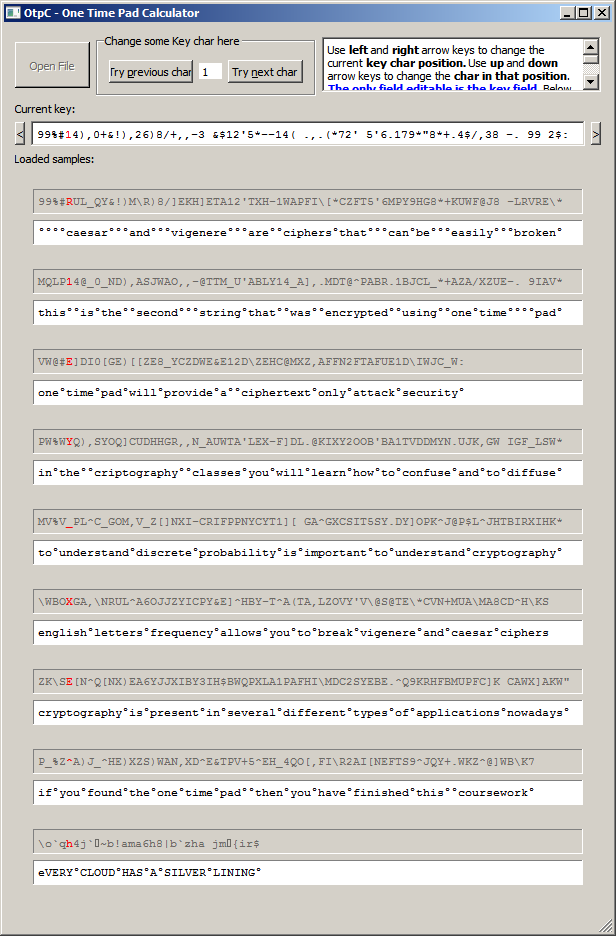 OtpC - One Time Pad Calculator
Open File
Change some Key char here
Try previous char 1 Try next char
Use left and right arrow keys to change the
current key char position. Use up and down
arrow keys to change the char in that position.
The only field editable is the key field. Below
Current key:
< 99%#14),0+&!),26)8/+,,-3 &$12'5*--14( .,.(*72' 5'6.179*"8*+.4$/,38 -. 99 2$: >
Loaded samples:
99%#RUL_QY&!)M\R)8/]EKH]ETA12'TXH-1WAPFI\[*CZFT5'6MPY9HG8*+KUWF@J8 -LRVRE\*
°°°°caesar°°°and°°°vigenere°°°are°°ciphers°that°°°can°be°°°easily°°°broken°
MQLP14@_0_ND),ASJWAO,,-@TTM_U'ABLY14_A],.MDT@^PABR.1BJCL_*+AZA/XZUE-. 9IAV*
this°°is°the°°second°°°string°that°°was°°encrypted°°using°°one°time°°°°pad°
VW@#E]DI0[GE)[[ZE8_YCZDWE&E12D\ZEHC@MXZ,AFFN2FTAFUE1D\IWJC_W:
one°time°pad°will°provide°a°°ciphertext°only°attack°security°
PW%WYQ),SYOQ]CUDHHGR,,N_AUWTA'LEX-F]DL.@KIXY2OOB'BA1TVDDMYN.UJK,GW IGF_LSW*
in°the°°criptography°°classes°you°will°learn°how°to°confuse°and°to°diffuse°
MV%V_PL^C_GOM,V_Z[]NXI-CRIFPPNYCYT1][ GA^GXCSIT5SY.DY]OPK^J@P$L^JHTBIRXIHK*
to°understand°discrete°probability°is°important°to°understand°cryptography°
\WBOXGA,\NRUL^A6OJJZYICPY&E]^HBY-T^A(TA,LZOVY'V\@S@TE\*CVN+MUA\MA8CD^H\KS
english°letters°frequency°allows°you°to°break°vigenere°and°caesar°ciphers
ZK\SE[N^Q[NX)EA6YJJXIBY3IH$BWQPXLA1PAFHI\MDC2SYEBE.^Q9KRHFBMUPFC]K CAWX]AKW"
cryptography°is°present°in°several°different°types°of°applications°nowadays°
P_%Z^A)J_^HE)XZS)WAN,XD^E&TPV+5^EH_4QO[,FI\R2AI[NEFTS9^JQY+.WKZ^@]WB\K7
if°you°found°the°one°time°pad°°then°you°have°finished°this°°coursework°
\o`qh4j`▯~b!ama6h8|b`zha jm▯{ir$
eVERY°CLOUD°HAS°A°SILVER°LINING°